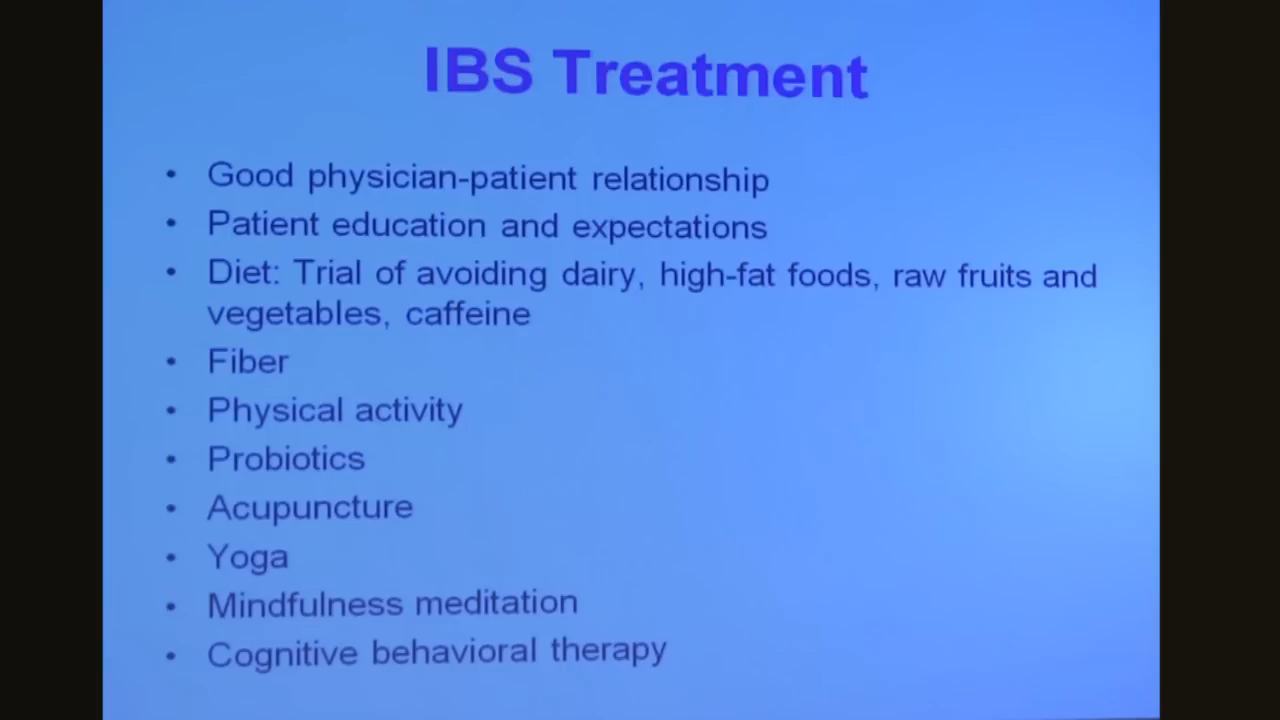 IBS Treatment
• Good physician-patient relationship
• Patient education and expectations
• Diet: Trial of avoiding dairy, high-fat foods, raw fruits and
vegetables, caffeine
• Fiber
• Physical activity
• Probiotics
• Acupuncture
• Yoga
• Mindfulness meditation
• Cognitive behavioral therapy